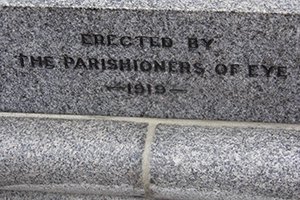 ERECTED BY
THE PARISHIONERS OF EYE
—1919—